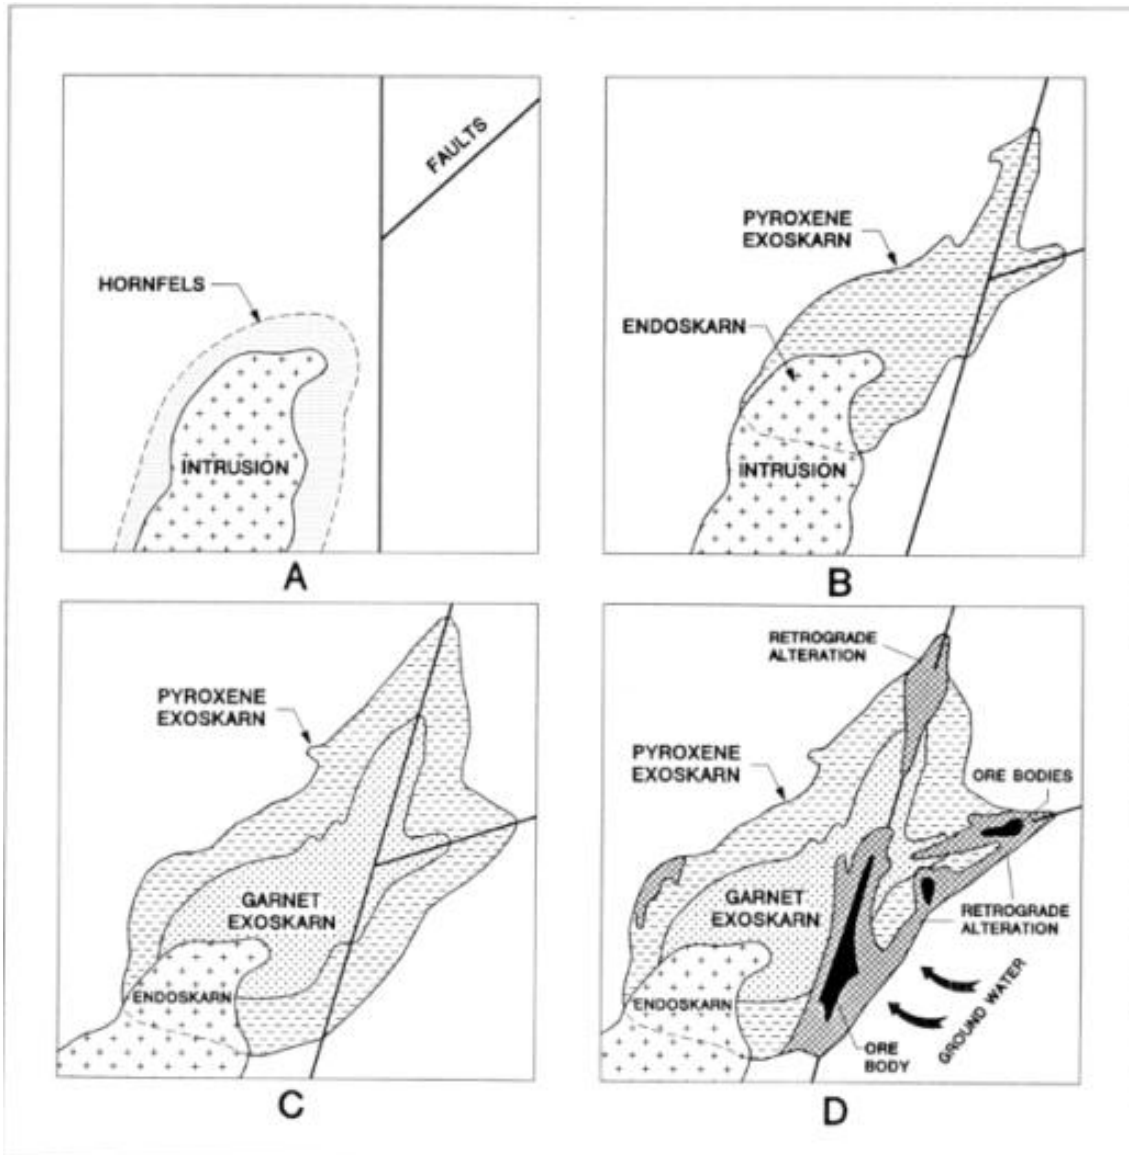 FAULTS
HORNFELS
INTRUSION
A
PYROXENE
EXOSKARN
ENDOSKARN
INTRUSION
B
PYROXENE
EXOSKARN
GARNET
EXOSKARN
ENDOSKARN
C
RETROGRADE
ALTERATION
PYROXENE
EXOSKARN
ORE BODIES
GARNET
EXOSKARN
RETROGRADE
ALTERATION
ENDOSKARN
GROUND WATER
ORE
BODY
D